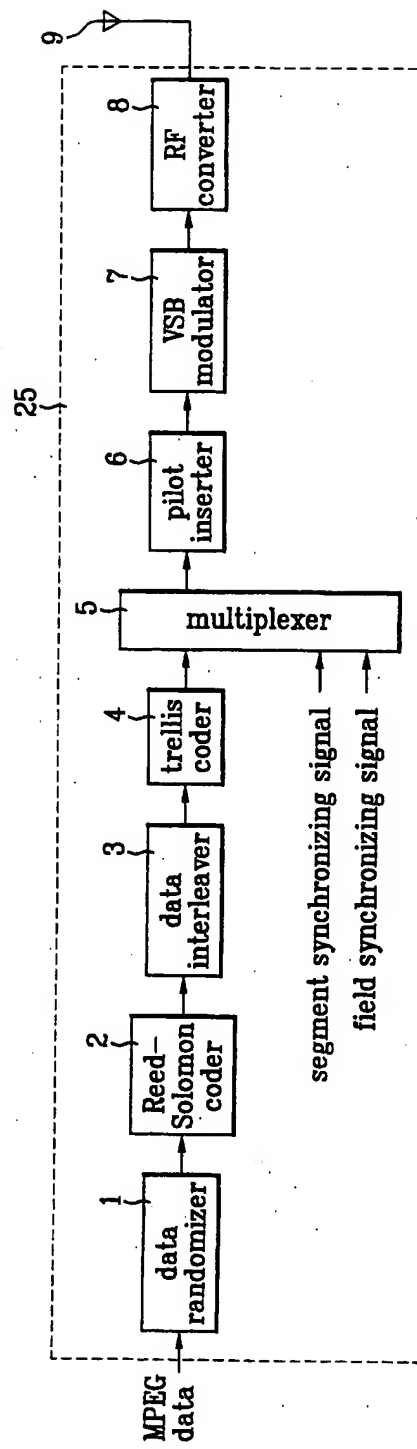 25
MPEG
data
1
data
randomizer
2
Reed-
Solomon
coder
3
data
interleaver
4
trellis
coder
5
multiplexer
segment synchronizing signal
field synchronizing signal
6
pilot
inserter
7
VSB
modulator
8
RF
converter
9